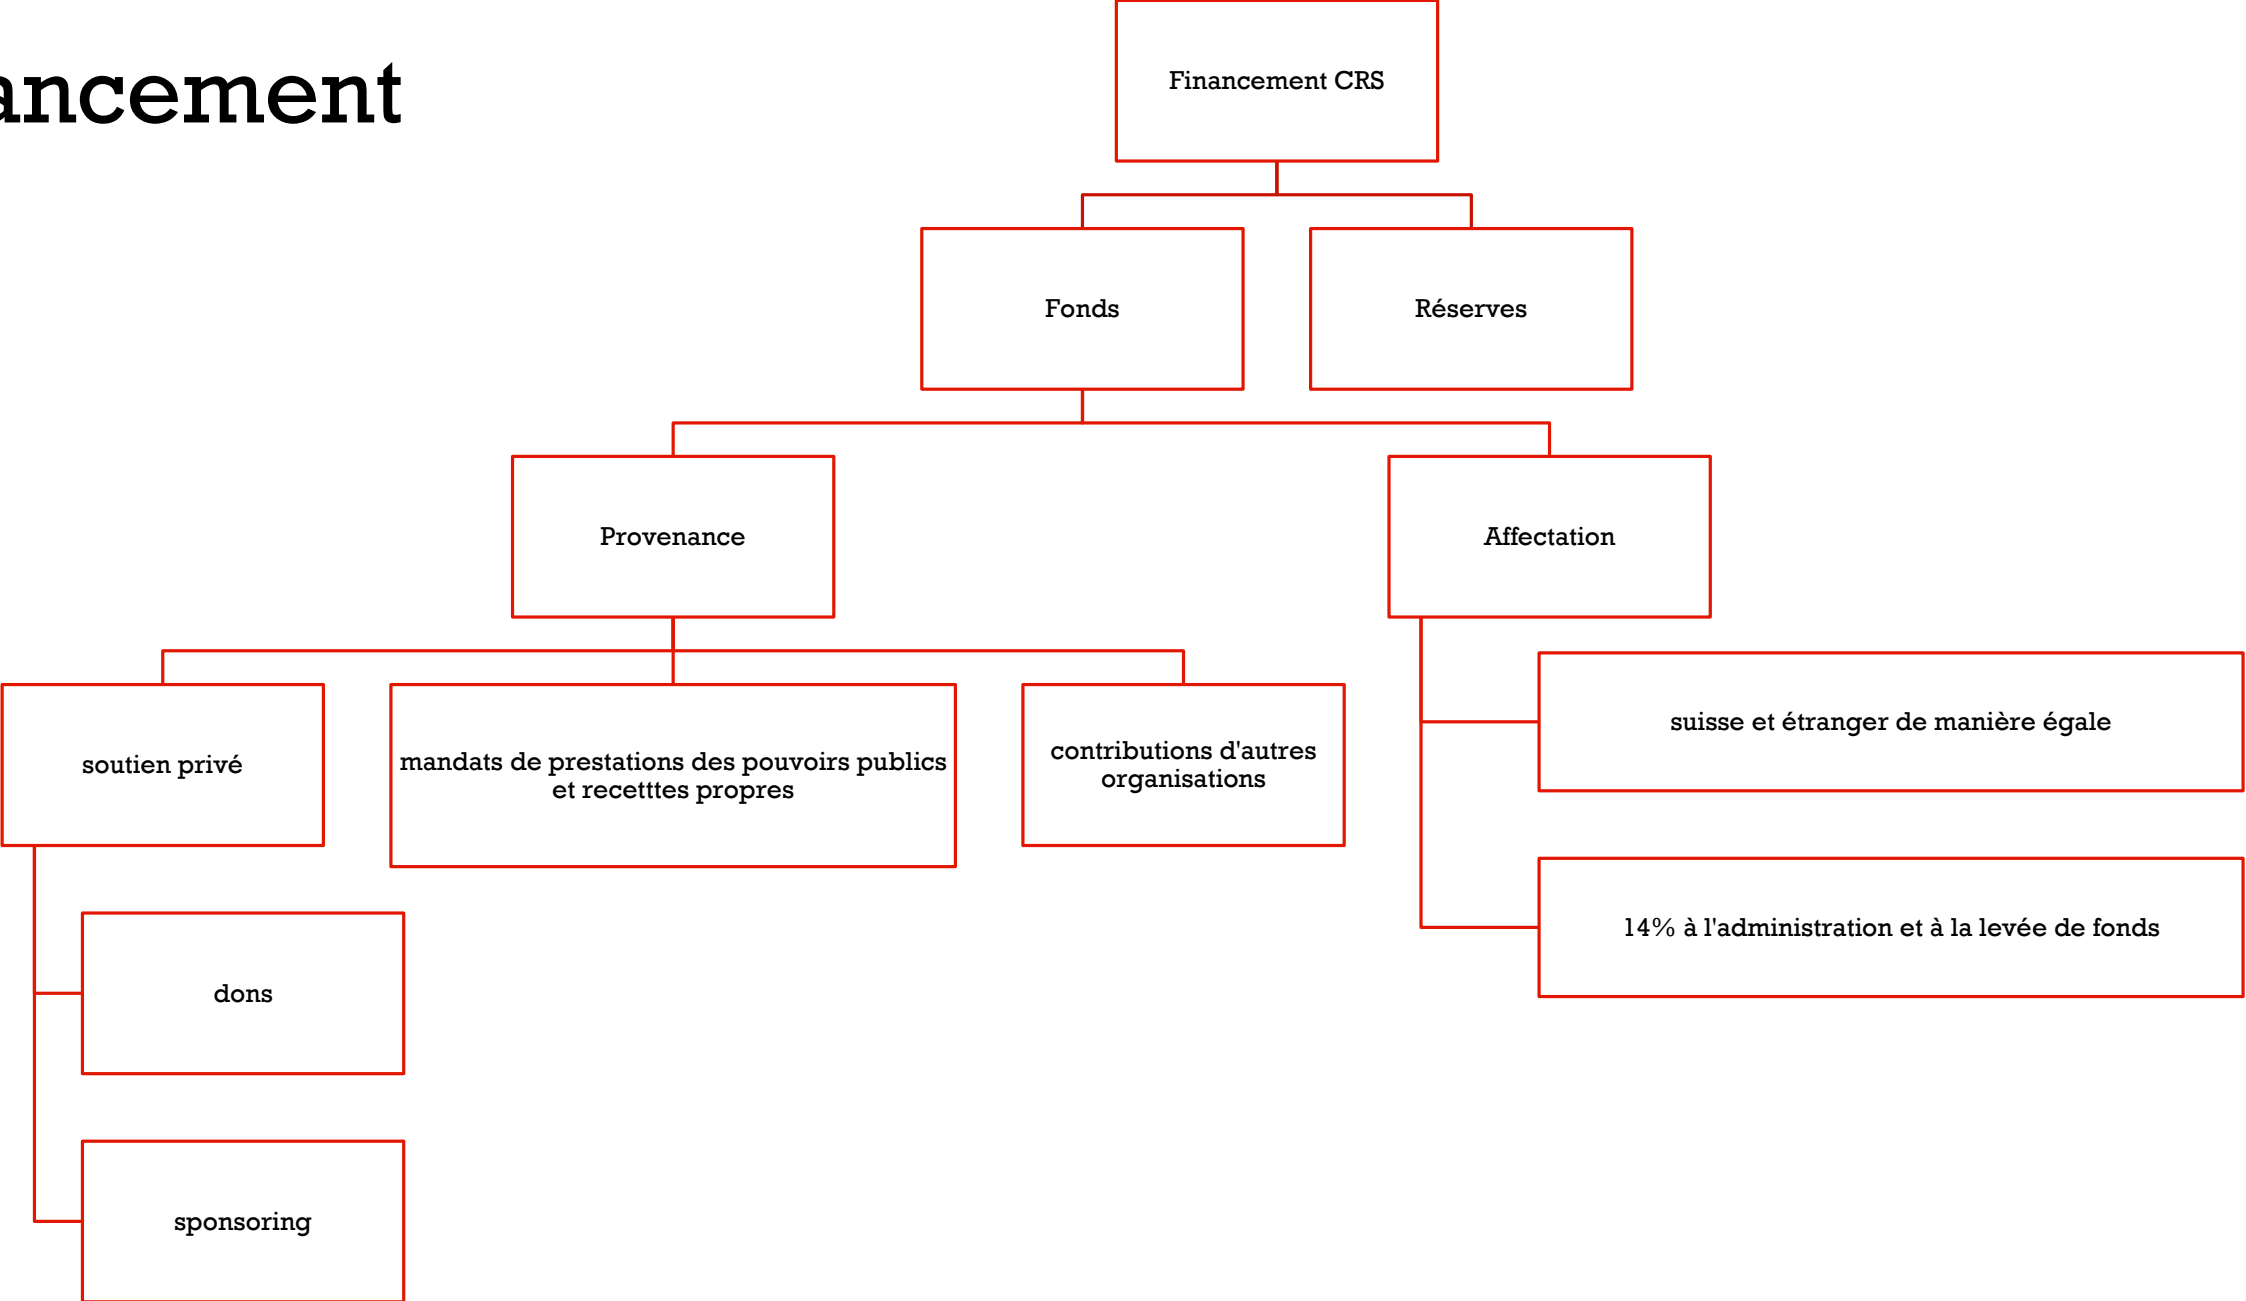 ancement
Financement CRS
Fonds
Réserves
Provenance
Affectation
soutien privé
mandats de prestations des pouvoirs publics
et recetttes propres
contributions d'autres
organisations
suisse et étranger de manière égale
14% à l'administration et à la levée de fonds
dons
sponsoring